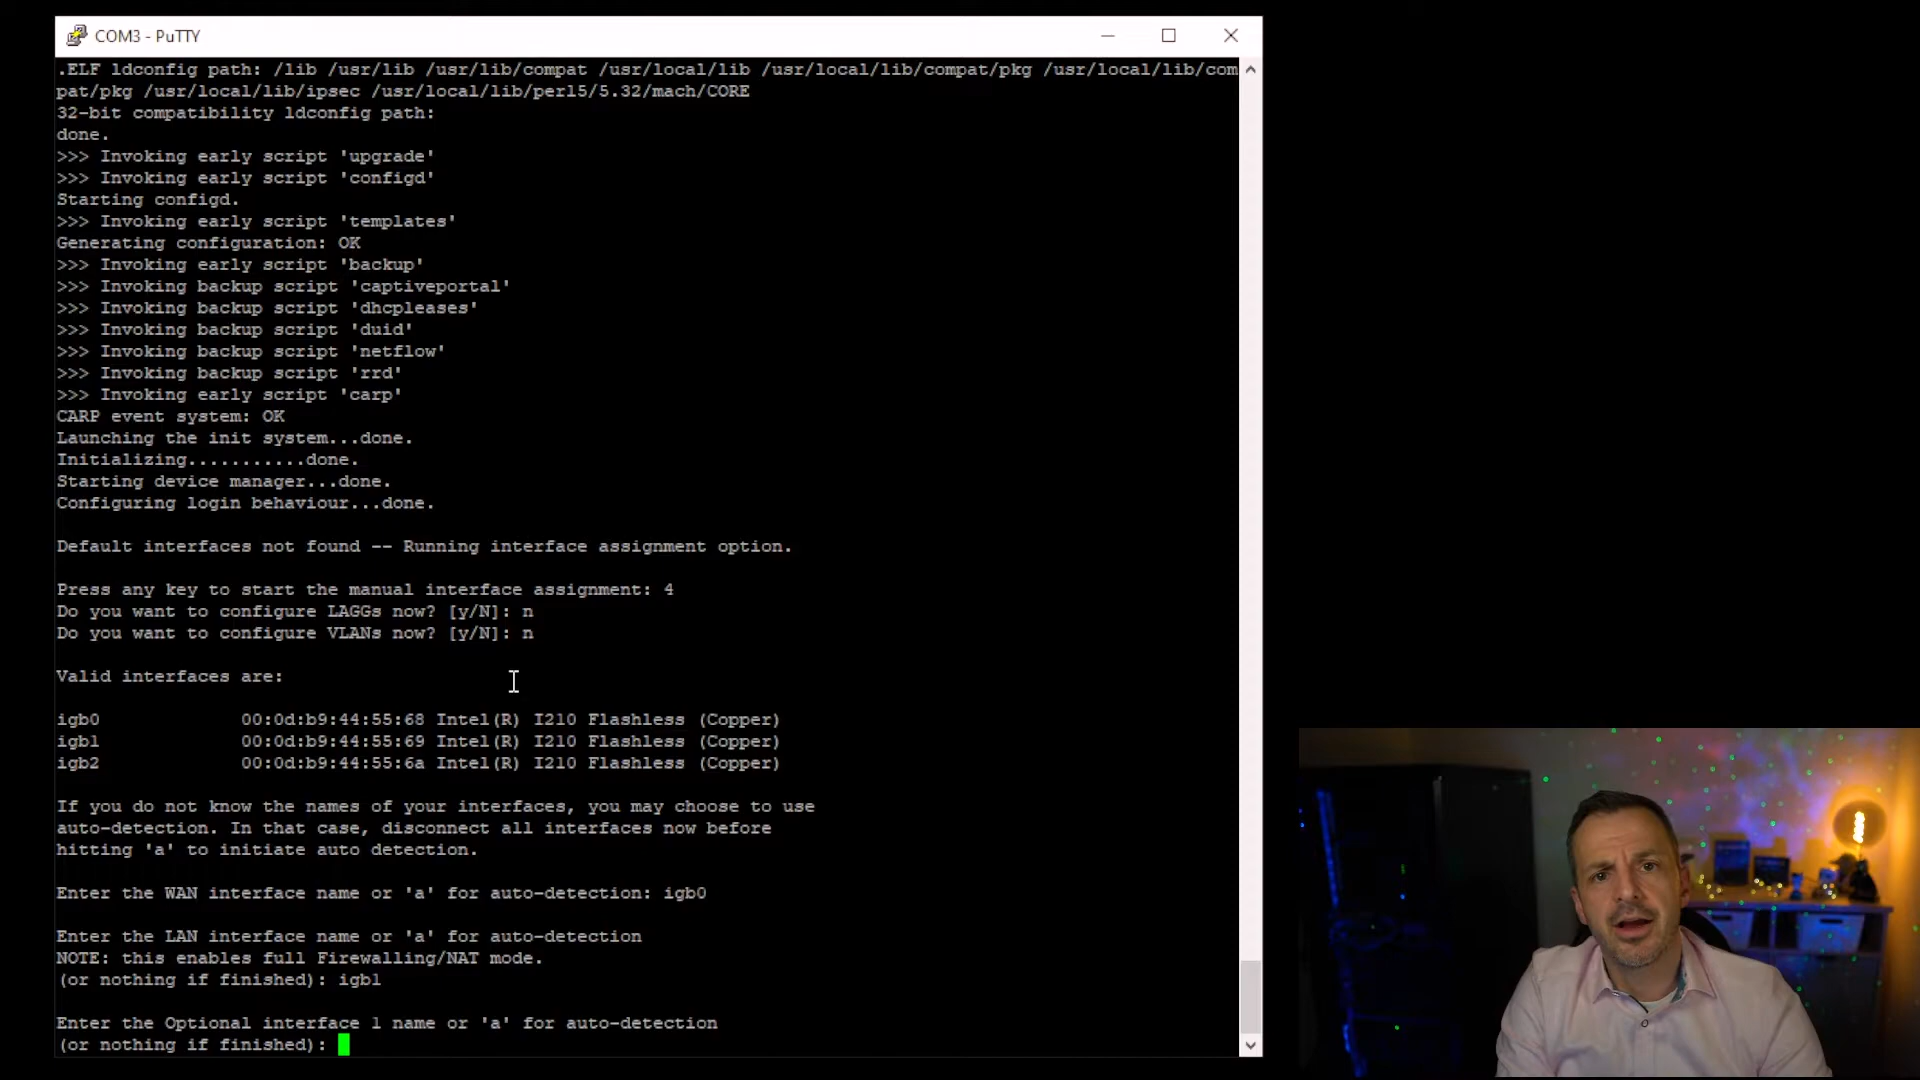 COM3 - PuTTY
.ELF ldconfig path: /lib /usr/lib /usr/lib/compat /usr/local/lib /usr/local/lib/compat/pkg /usr/local/lib/com
pat/pkg /usr/local/lib/ipsec /usr/local/lib/perl5/5.32/mach/CORE
32-bit compatibility ldconfig path:
done.
>>> Invoking early script 'upgrade'
>>> Invoking early script 'configd'
Starting configd.
>>> Invoking early script 'templates'
Generating configuration: OK
>>> Invoking early script 'backup'
>>> Invoking backup script 'captiveportal'
>>> Invoking backup script 'dhcpleases'
>>> Invoking backup script 'duid'
>>> Invoking backup script 'netflow'
>>> Invoking backup script 'rrd'
>>> Invoking early script 'carp'
CARP event system: OK
Launching the init system...done.
Initializing...........done.
Starting device manager...done.
Configuring login behaviour...done.
Default interfaces not found -- Running interface assignment option.
Press any key to start the manual interface assignment: 4
Do you want to configure LAGGs now? [y/N]: n
Do you want to configure VLANs now? [y/N]: n
Valid interfaces are:
igb0 00:0d:b9:44:55:68 Intel(R) I210 Flashless (Copper)
igb1 00:0d:b9:44:55:69 Intel(R) I210 Flashless (Copper)
igb2 00:0d:b9:44:55:6a Intel(R) I210 Flashless (Copper)
If you do not know the names of your interfaces, you may choose to use
auto-detection. In that case, disconnect all interfaces now before
hitting 'a' to initiate auto detection.
Enter the WAN interface name or 'a' for auto-detection: igb0
Enter the LAN interface name or 'a' for auto-detection
NOTE: this enables full Firewalling/NAT mode.
(or nothing if finished): igb1
Enter the Optional interface 1 name or 'a' for auto-detection
(or nothing if finished):